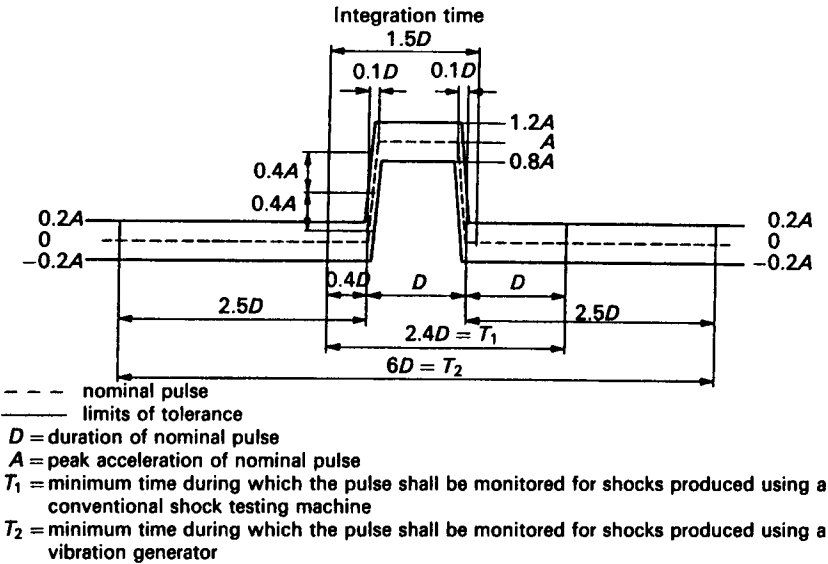 Integration time
1.5D
0.1D 0.1D
1.2A
A
0.8A
0.4A
0.4A
0.2A 0.2A
0 0
−0.2A −0.2A
0.4D D D
2.5D 2.5D
2.4D = T₁
6D = T₂
nominal pulse
limits of tolerance
D = duration of nominal pulse
A = peak acceleration of nominal pulse
T₁ = minimum time during which the pulse shall be monitored for shocks produced using a
conventional shock testing machine
T₂ = minimum time during which the pulse shall be monitored for shocks produced using a
vibration generator